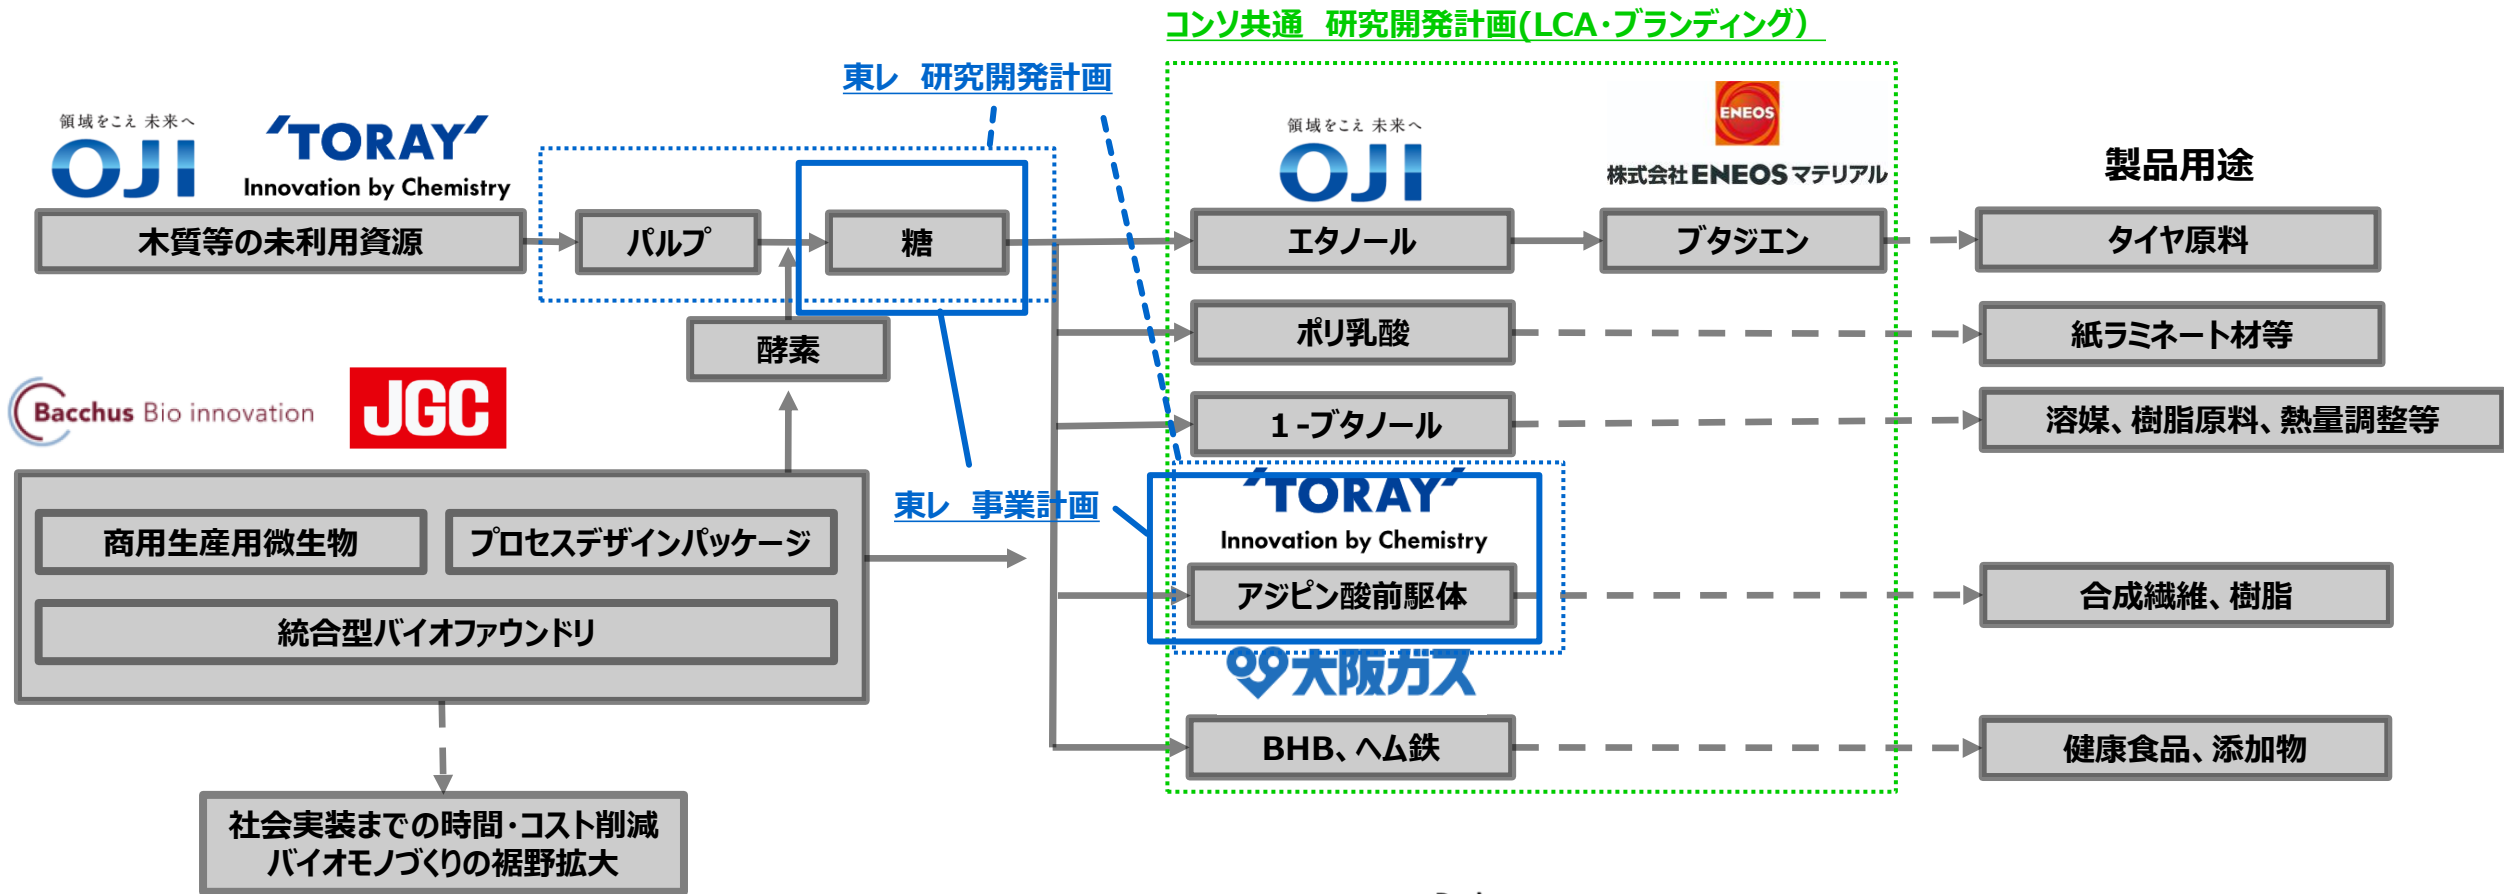 コンソ共通 研究開発計画(LCA・ブランディング)
東レ 研究開発計画
領域をこえ 未来へ
OJI
TORAY
Innovation by Chemistry
領域をこえ 未来へ
OJI
ENEOS
株式会社ENEOSマテリアル
製品用途
木質等の未利用資源
パルプ
糖
エタノール
ブタジエン
タイヤ原料
酵素
ポリ乳酸
紙ラミネート材等
Bacchus Bio innovation
JGC
1-ブタノール
溶媒、樹脂原料、熱量調整等
東レ 事業計画
TORAY
Innovation by Chemistry
商用生産用微生物
プロセスデザインパッケージ
アジピン酸前駆体
合成繊維、樹脂
統合型バイオファウンドリ
大阪ガス
BHB、ヘム鉄
健康食品、添加物
社会実装までの時間・コスト削減
バイオモノづくりの裾野拡大